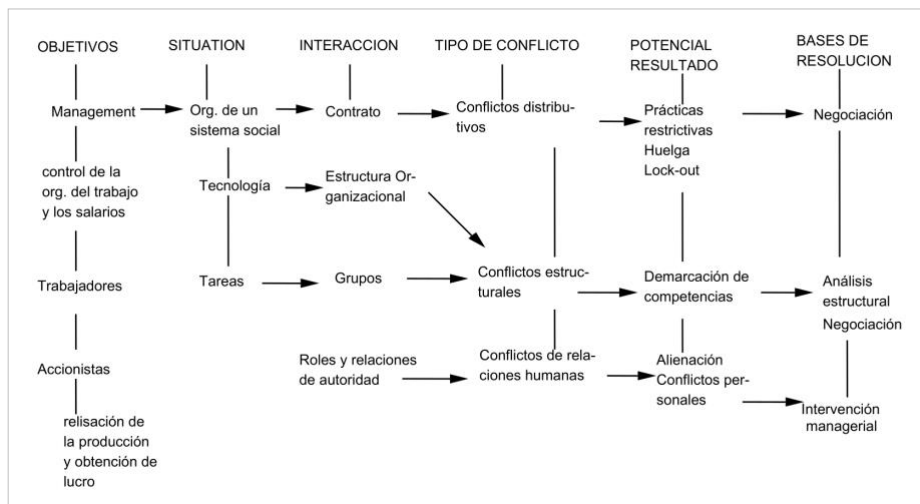 OBJETIVOS
SITUATION
INTERACCION
TIPO DE CONFLICTO
POTENCIAL
RESULTADO
BASES DE
RESOLUCION
Management
Org. de un
sistema social
Contrato
Conflictos distribu-
tivos
Prácticas
restrictivas
Huelga
Lock-out
Negociación
control de la
org. del trabajo
y los salarios
Tecnología
Estructura Or-
ganizacional
Trabajadores
Tareas
Grupos
Conflictos estruc-
turales
Demarcación de
competencias
Análisis
estructural
Negociación
Accionistas
Roles y relaciones
de autoridad
Conflictos de rela-
ciones humanas
Alienación
Conflictos per-
sonales
Intervención
managerial
relisación de
la producción
y obtención de
lucro